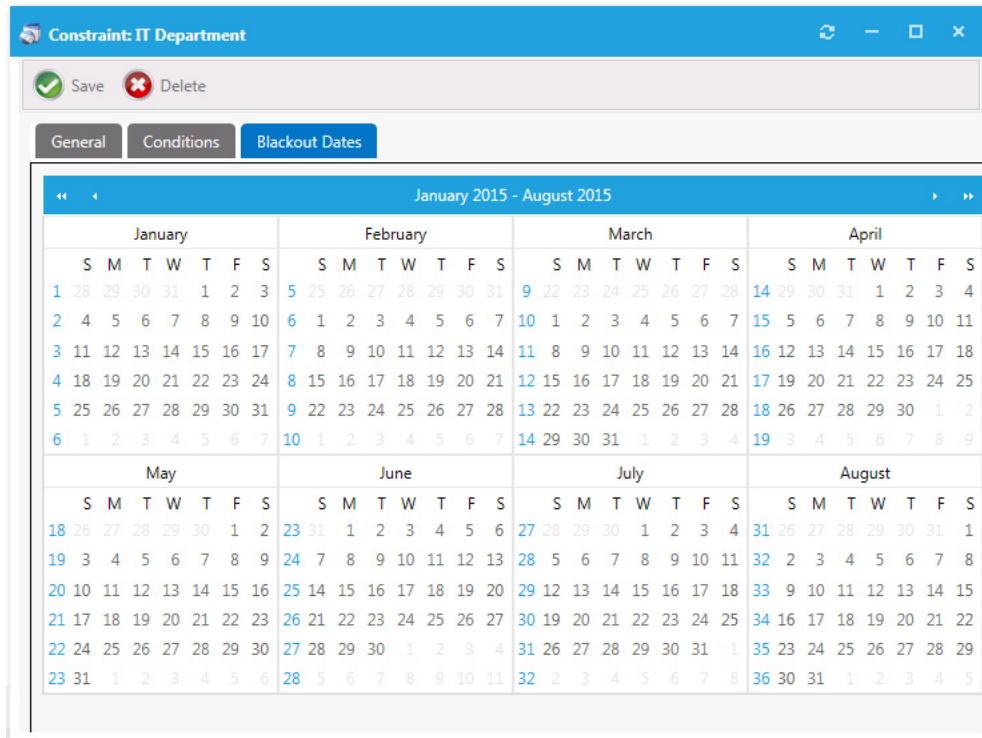 Constraint: IT Department
Save Delete
General Conditions Blackout Dates
January 2015 - August 2015
January February March April
S M T W T F S S M T W T F S S M T W T F S S M T W T F S
1 28 29 30 31 1 2 3 5 25 26 27 28 29 30 31 9 22 23 24 25 26 27 28 14 29 30 31 1 2 3 4
2 4 5 6 7 8 9 10 6 1 2 3 4 5 6 7 10 1 2 3 4 5 6 7 15 5 6 7 8 9 10 11
3 11 12 13 14 15 16 17 7 8 9 10 11 12 13 14 11 8 9 10 11 12 13 14 16 12 13 14 15 16 17 18
4 18 19 20 21 22 23 24 8 15 16 17 18 19 20 21 12 15 16 17 18 19 20 21 17 19 20 21 22 23 24 25
5 25 26 27 28 29 30 31 9 22 23 24 25 26 27 28 13 22 23 24 25 26 27 28 18 26 27 28 29 30 1 2
6 1 2 3 4 5 6 7 10 1 2 3 4 5 6 7 14 29 30 31 1 2 3 4 19 3 4 5 6 7 8 9
May June July August
S M T W T F S S M T W T F S S M T W T F S S M T W T F S
18 26 27 28 29 30 1 2 23 31 1 2 3 4 5 6 27 28 29 30 1 2 3 4 31 26 27 28 29 30 31 1
19 3 4 5 6 7 8 9 24 7 8 9 10 11 12 13 28 5 6 7 8 9 10 11 32 2 3 4 5 6 7 8
20 10 11 12 13 14 15 16 25 14 15 16 17 18 19 20 29 12 13 14 15 16 17 18 33 9 10 11 12 13 14 15
21 17 18 19 20 21 22 23 26 21 22 23 24 25 26 27 30 19 20 21 22 23 24 25 34 16 17 18 19 20 21 22
22 24 25 26 27 28 29 30 27 28 29 30 1 2 3 4 31 26 27 28 29 30 31 1 35 23 24 25 26 27 28 29
23 31 1 2 3 4 5 6 28 5 6 7 8 9 10 11 32 2 3 4 5 6 7 8 36 30 31 1 2 3 4 5